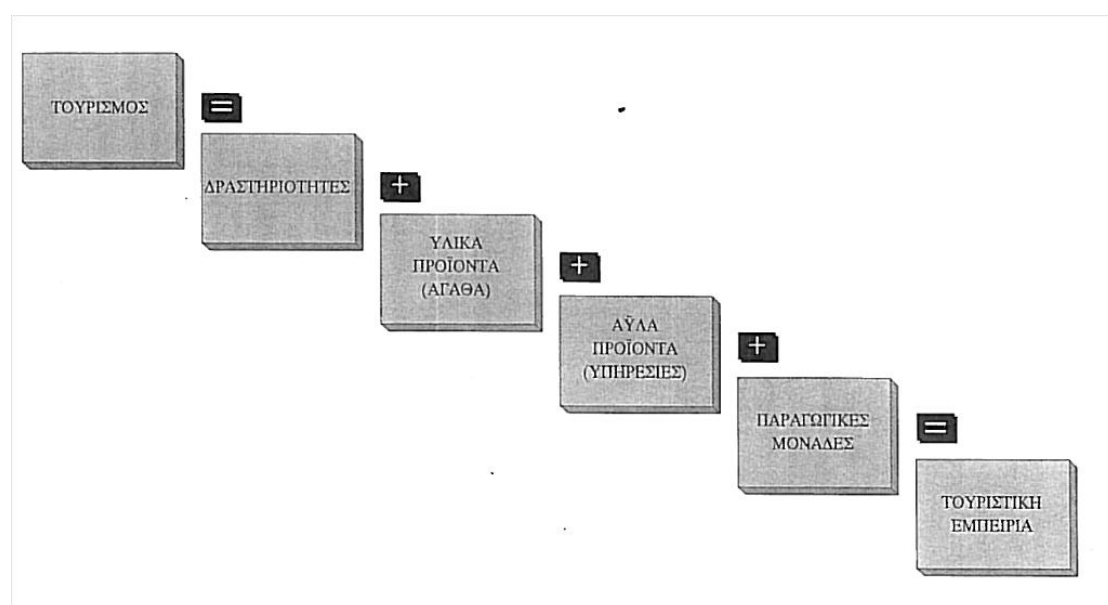 ΤΟΥΡΙΣΜΟΣ
=
ΔΡΑΣΤΗΡΙΟΤΗΤΕΣ
+
ΥΛΙΚΑ
ΠΡΟΪΟΝΤΑ
(ΑΓΑΘΑ)
+
ΑΫΛΑ
ΠΡΟΪΟΝΤΑ
(ΥΠΗΡΕΣΙΕΣ)
+
ΠΑΡΑΓΩΓΙΚΕΣ
ΜΟΝΑΔΕΣ
=
ΤΟΥΡΙΣΤΙΚΗ
ΕΜΠΕΙΡΙΑ